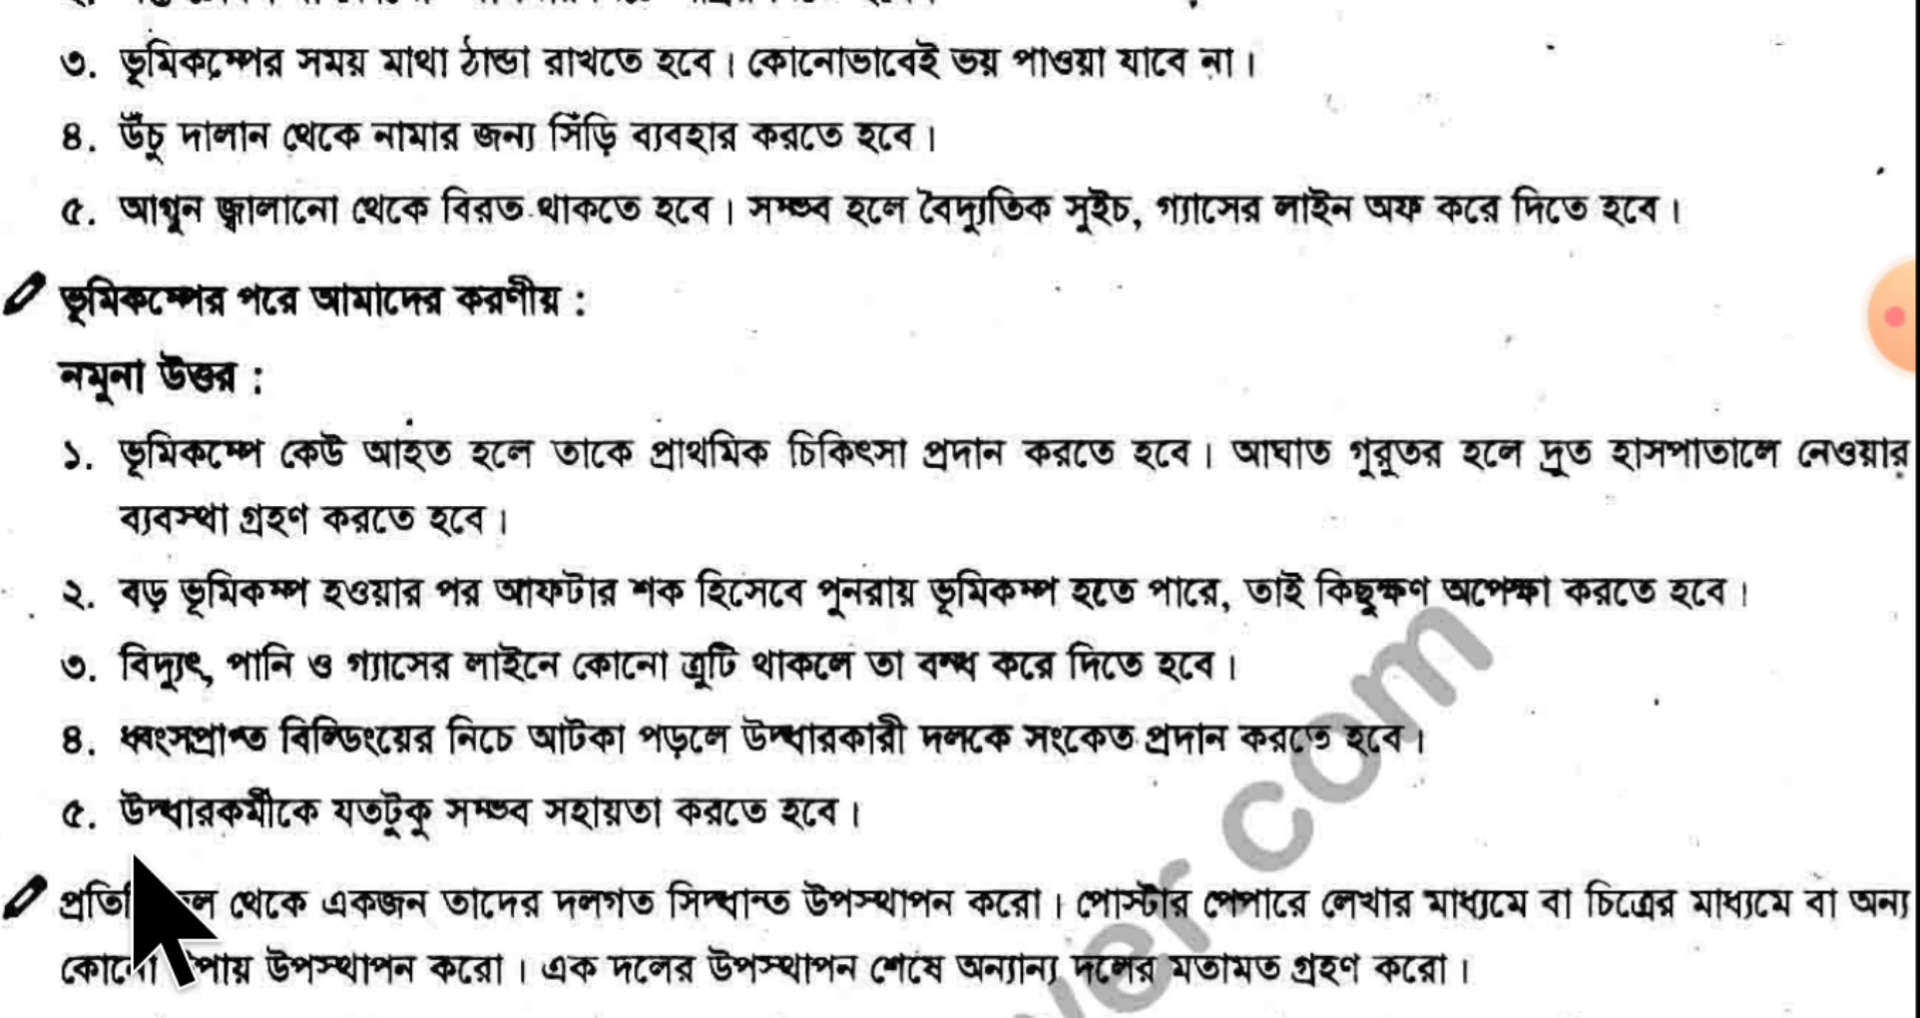 ৩. ভূমিকম্পের সময় মাথা ঠান্ডা রাখতে হবে। কোনোভাবেই ভয় পাওয়া যাবে না।
৪. উঁচু দালান থেকে নামার জন্য সিঁড়ি ব্যবহার করতে হবে।
৫. আগুন জ্বালানো থেকে বিরত থাকতে হবে। সম্ভব হলে বৈদ্যুতিক সুইচ, গ্যাসের লাইন অফ করে দিতে হবে।
ভূমিকম্পের পরে আমাদের করণীয় :
নমুনা উত্তর :
১. ভূমিকম্পে কেউ আহত হলে তাকে প্রাথমিক চিকিৎসা প্রদান করতে হবে। আঘাত গুরুতর হলে দ্রুত হাসপাতালে নেওয়ার
ব্যবস্থা গ্রহণ করতে হবে।
২. বড় ভূমিকম্প হওয়ার পর আফটার শক হিসেবে পুনরায় ভূমিকম্প হতে পারে, তাই কিছুক্ষণ অপেক্ষা করতে হবে।
৩. বিদ্যুৎ, পানি ও গ্যাসের লাইনে কোনো ত্রুটি থাকলে তা বন্ধ করে দিতে হবে।
৪. ধ্বংসপ্রাপ্ত বিল্ডিংয়ের নিচে আটকা পড়লে উদ্ধারকারী দলকে সংকেত প্রদান করতে হবে।
৫. উদ্ধারকর্মীকে যতটুকু সম্ভব সহায়তা করতে হবে।
থেকে একজন তাদের দলগত সিদ্ধান্ত উপস্থাপন করো। পোস্টার পেপারে লেখার মাধ্যমে বা চিত্রের মাধ্যমে বা অন্য
উপস্থাপন করো। এক দলের উপস্থাপন শেষে অন্যান্য দলের মতামত গ্রহণ করো।
ver.com